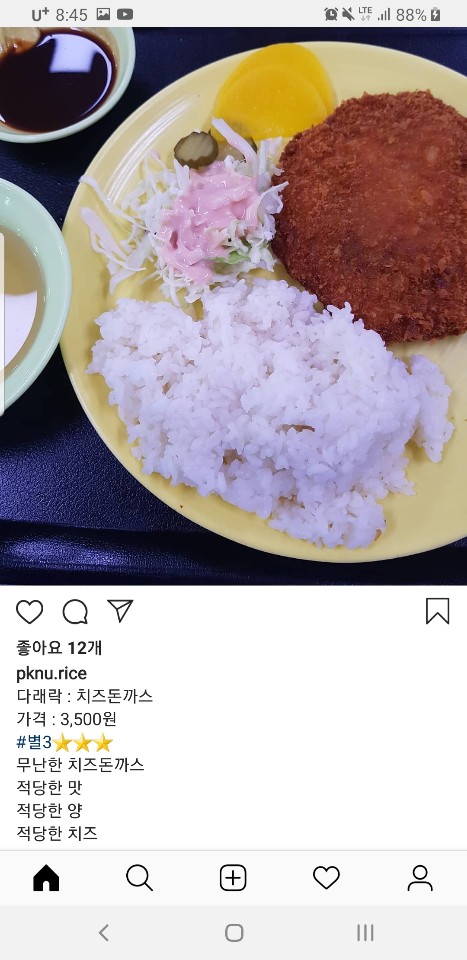 U+ 8:45 LTE 88%
좋아요 12개
pknu.rice
다래락 : 치즈돈까스
가격 : 3,500원
#별3⭐⭐⭐
무난한 치즈돈까스
적당한 맛
적당한 양
적당한 치즈